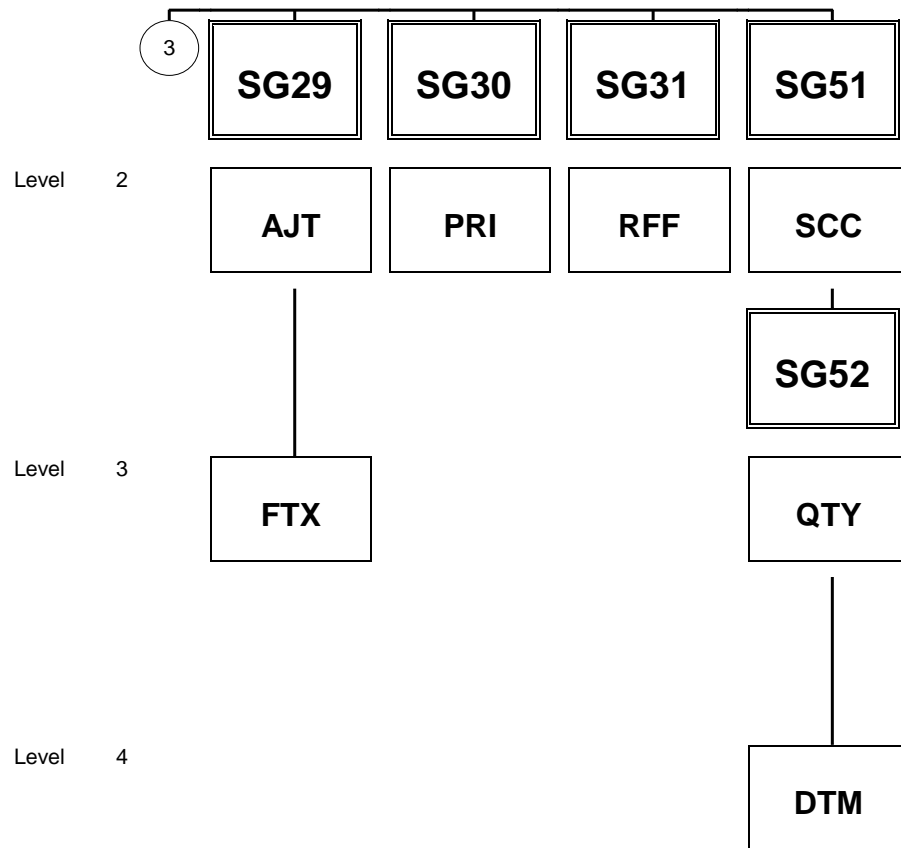 3
SG29 SG30 SG31 SG51
Level 2
AJT PRI RFF SCC
SG52
Level 3
FTX QTY
Level 4
DTM